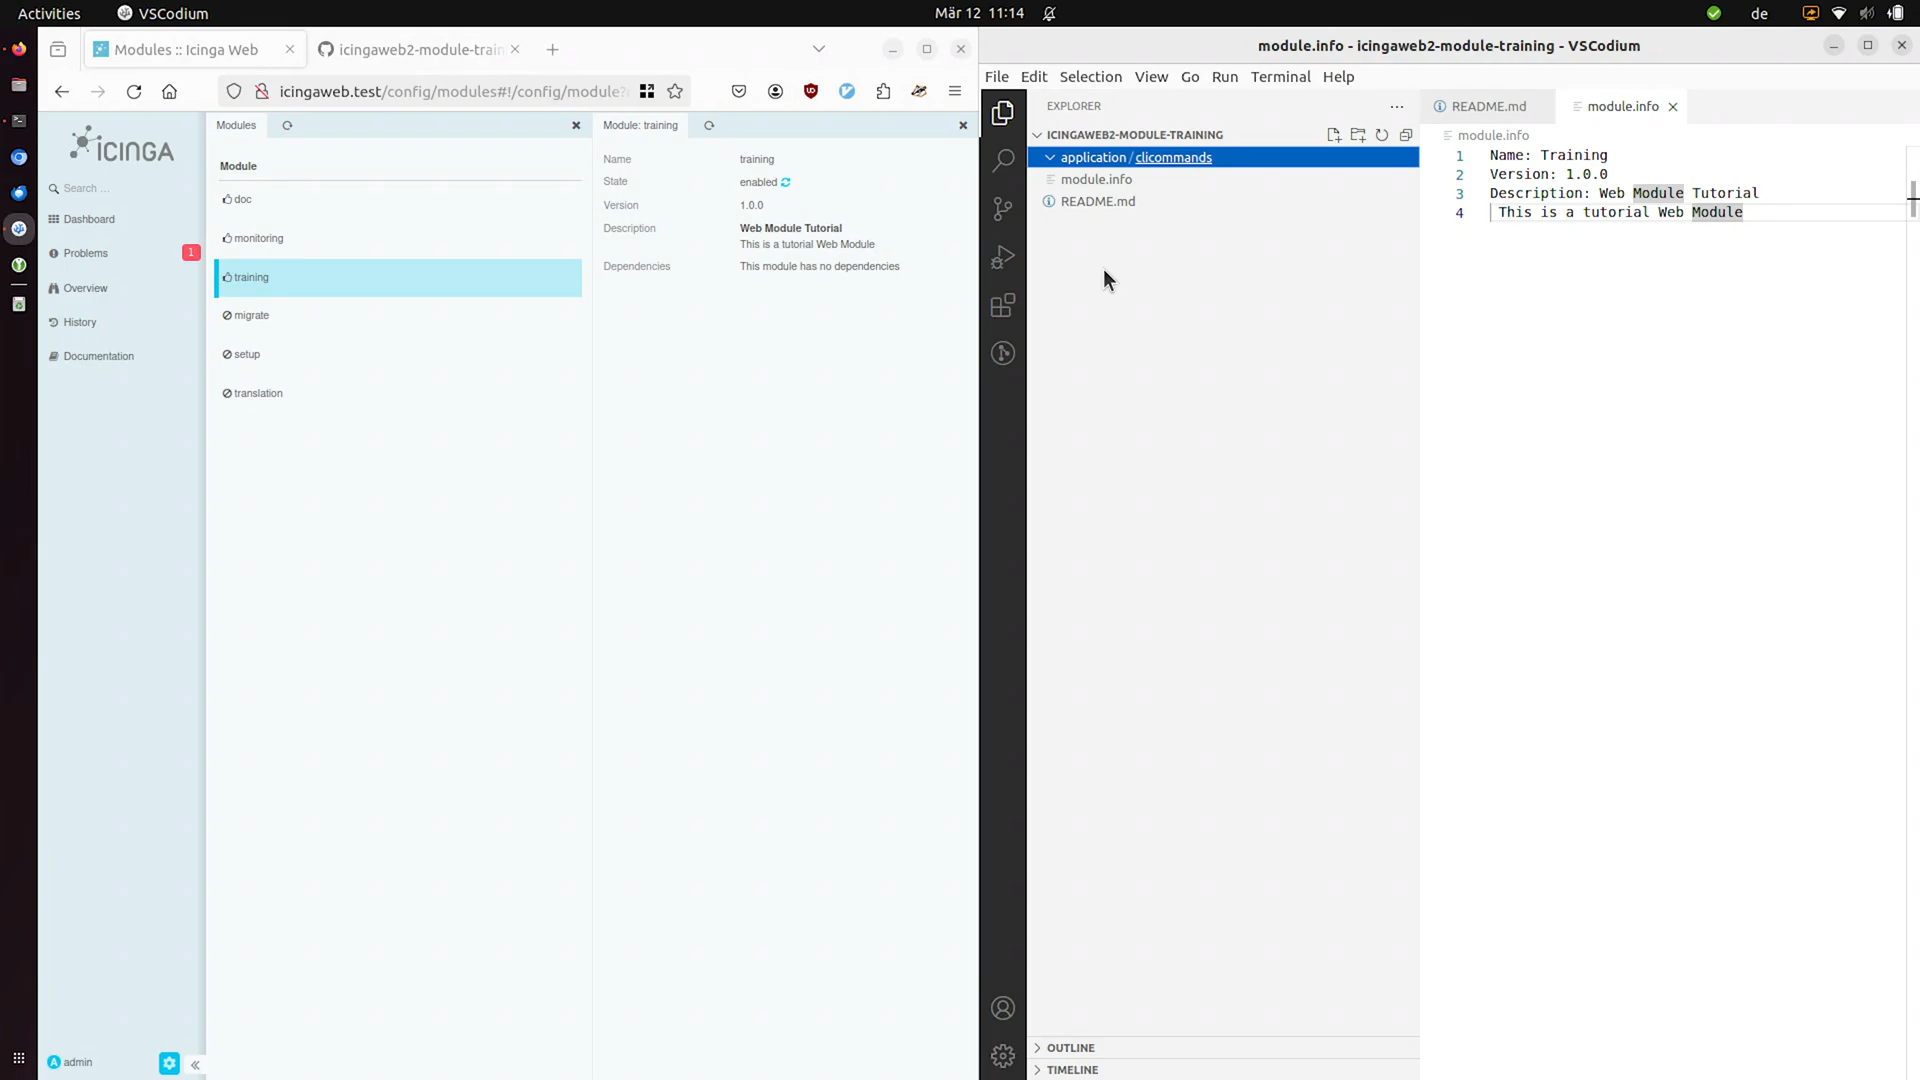 Activities
VSCodium
Mär 12 11:14
de
Modules :: Icinga Web
icingaweb2-module-train
icingaweb.test/config/modules#!/config/module?
ICINGA
Search ...
Dashboard
Problems
1
Overview
History
Documentation
A admin
Modules
Module
doc
monitoring
training
migrate
setup
translation
Module: training
Name training
State enabled
Version 1.0.0
Description Web Module Tutorial
This is a tutorial Web Module
Dependencies This module has no dependencies
module.info - icingaweb2-module-training - VSCodium
File Edit Selection View Go Run Terminal Help
EXPLORER
ICINGAWEB2-MODULE-TRAINING
application / clicommands
module.info
README.md
OUTLINE
TIMELINE
README.md
module.info
module.info
1 Name: Training
2 Version: 1.0.0
3 Description: Web Module Tutorial
4 This is a tutorial Web Module